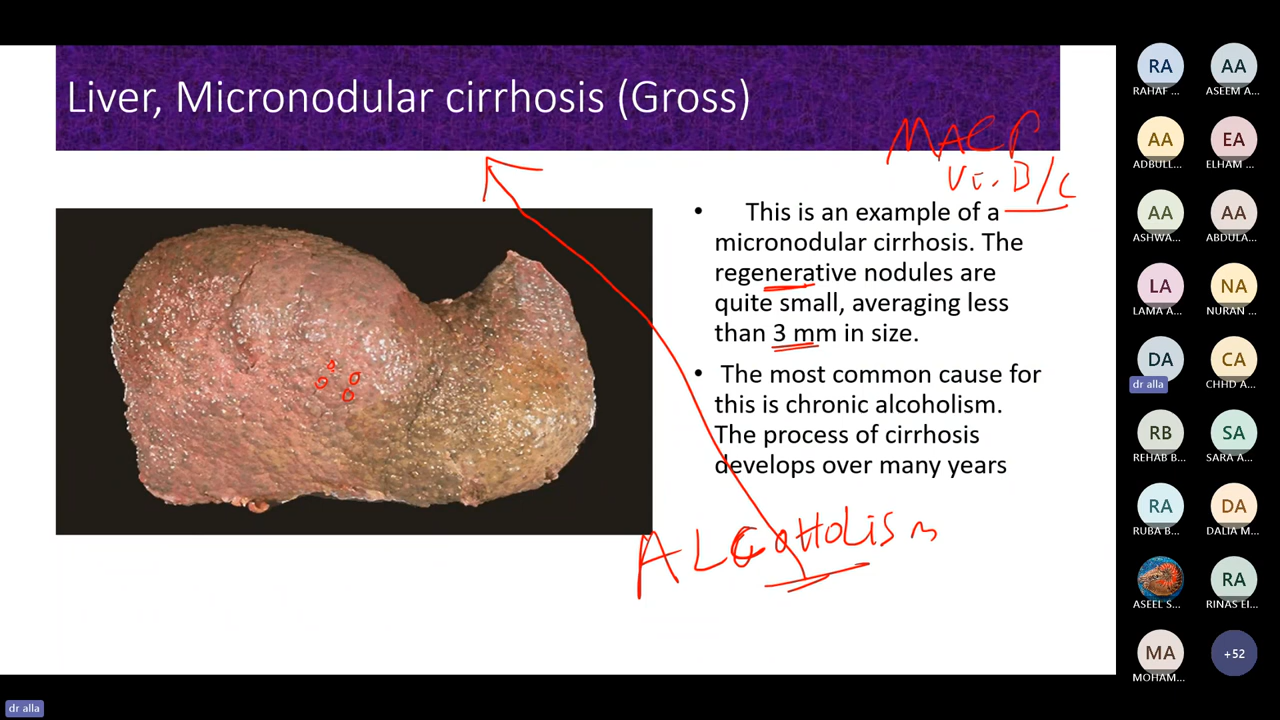 Liver, Micronodular cirrhosis (Gross)
MACR
Vi. B/C
• This is an example of a
micronodular cirrhosis. The
regenerative nodules are
quite small, averaging less
than 3 mm in size.
• The most common cause for
this is chronic alcoholism.
The process of cirrhosis
develops over many years
ALCOHOLism
RA
RAHAF ...
AA
ASEEM A...
AA
ADBULL...
EA
ELHAM ...
AA
ASHWA...
AA
ABDULA...
LA
LAMA A...
NA
NURAN ...
DA
dr alla
CA
CHHD A...
RB
REHAB B...
SA
SARA A...
RA
RUBA B...
DA
DALIA M...
ASEEL S...
RA
RINAS EI...
MA
MOHAM...
+52
dr alla